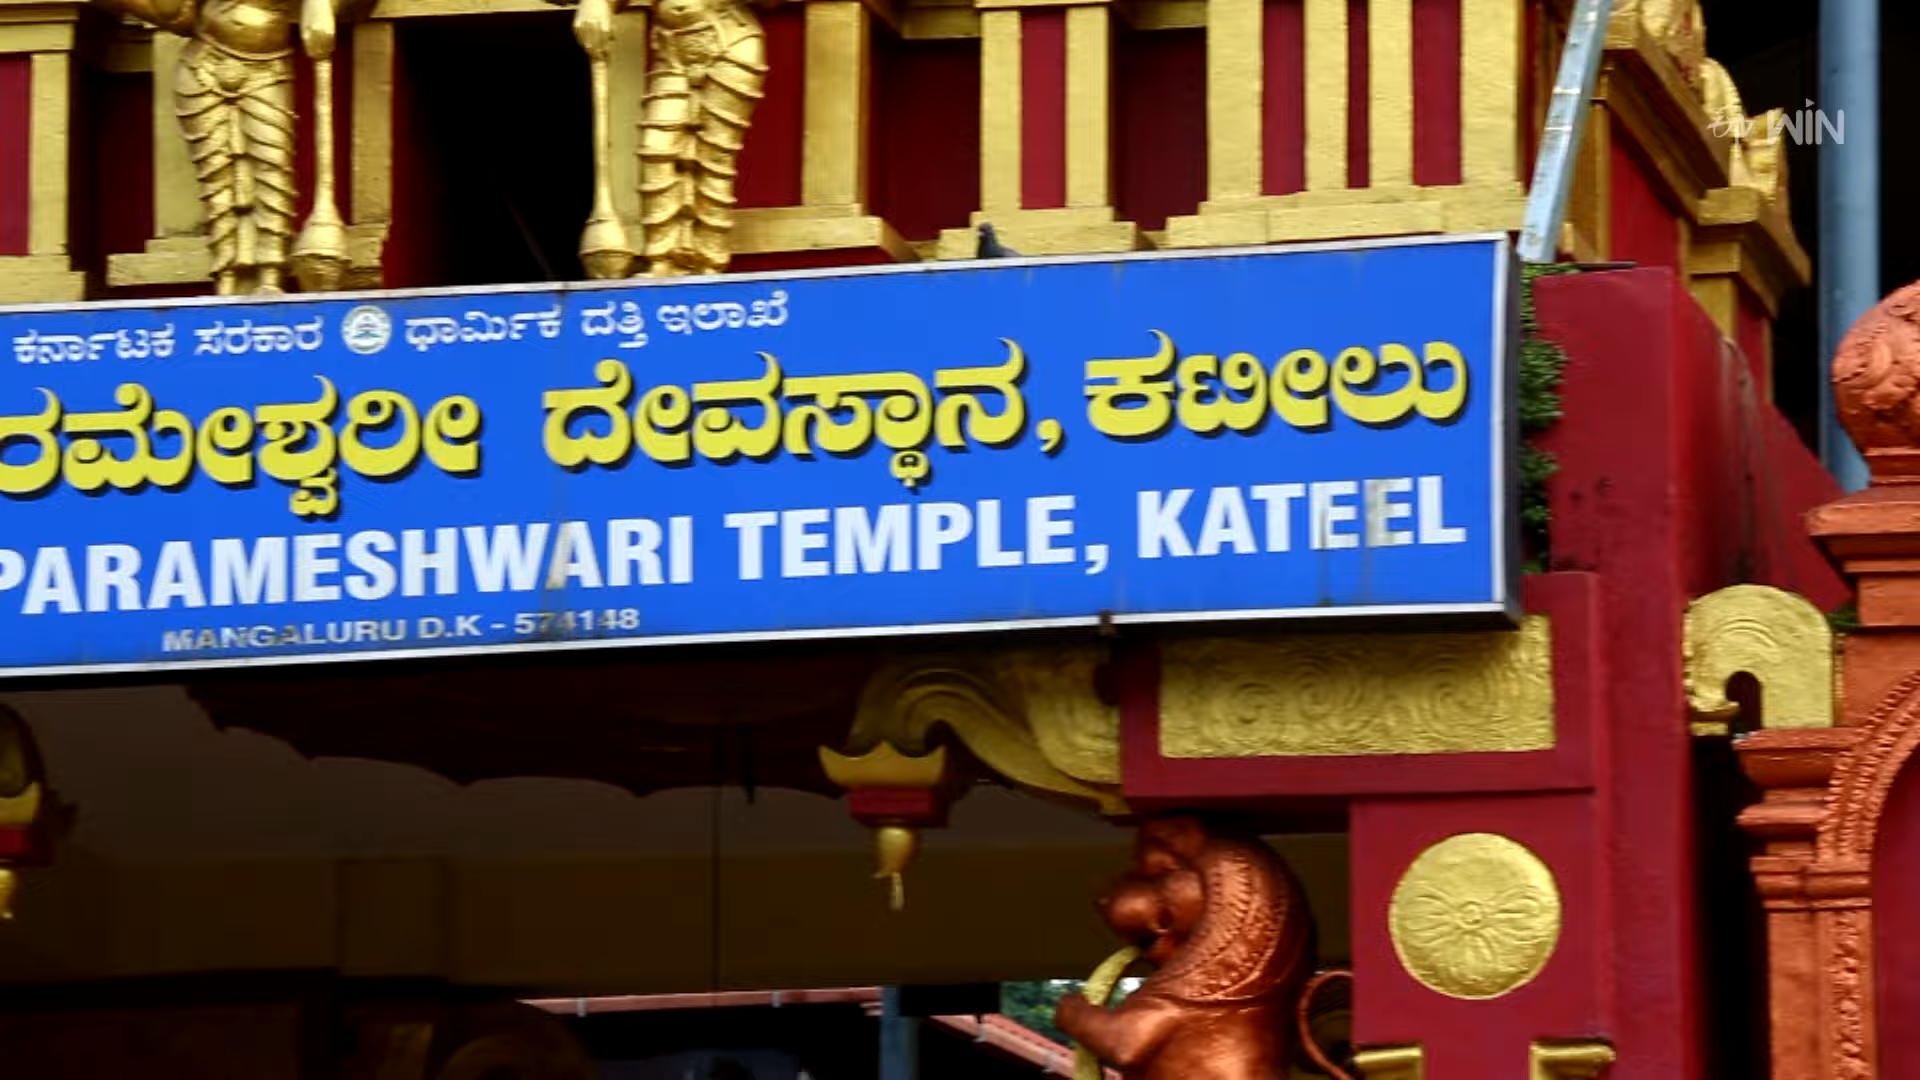 ಕರ್ನಾಟಕ ಸರಕಾರ ಧಾರ್ಮಿಕ ದತ್ತಿ ಇಲಾಖೆ
ರಮೇಶ್ವರೀ ದೇವಸ್ಥಾನ, ಕಟೀಲು
PARAMESHWARI TEMPLE, KATEEL
MANGALURU D.K - 574148
WIN